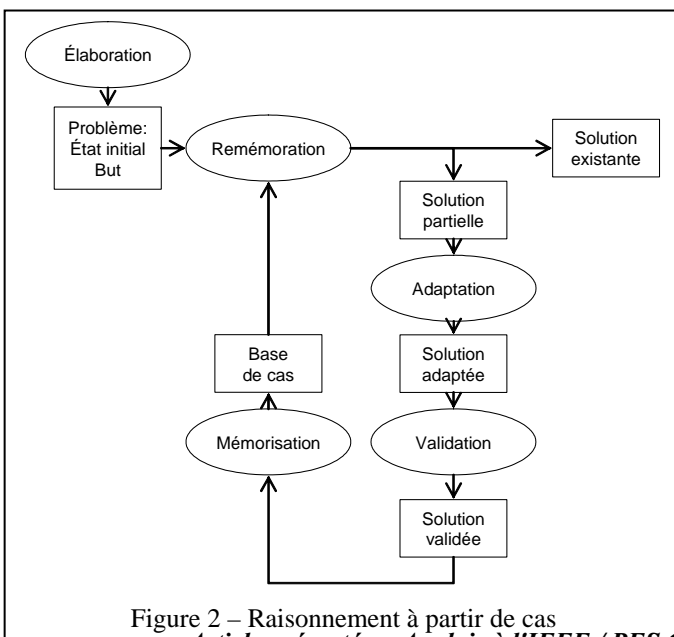 Élaboration
Problème:
État initial
But
Remémoration
Solution
existante
Solution
partielle
Adaptation
Base
de cas
Solution
adaptée
Mémorisation
Validation
Solution
validée
Figure 2 – Raisonnement à partir de cas